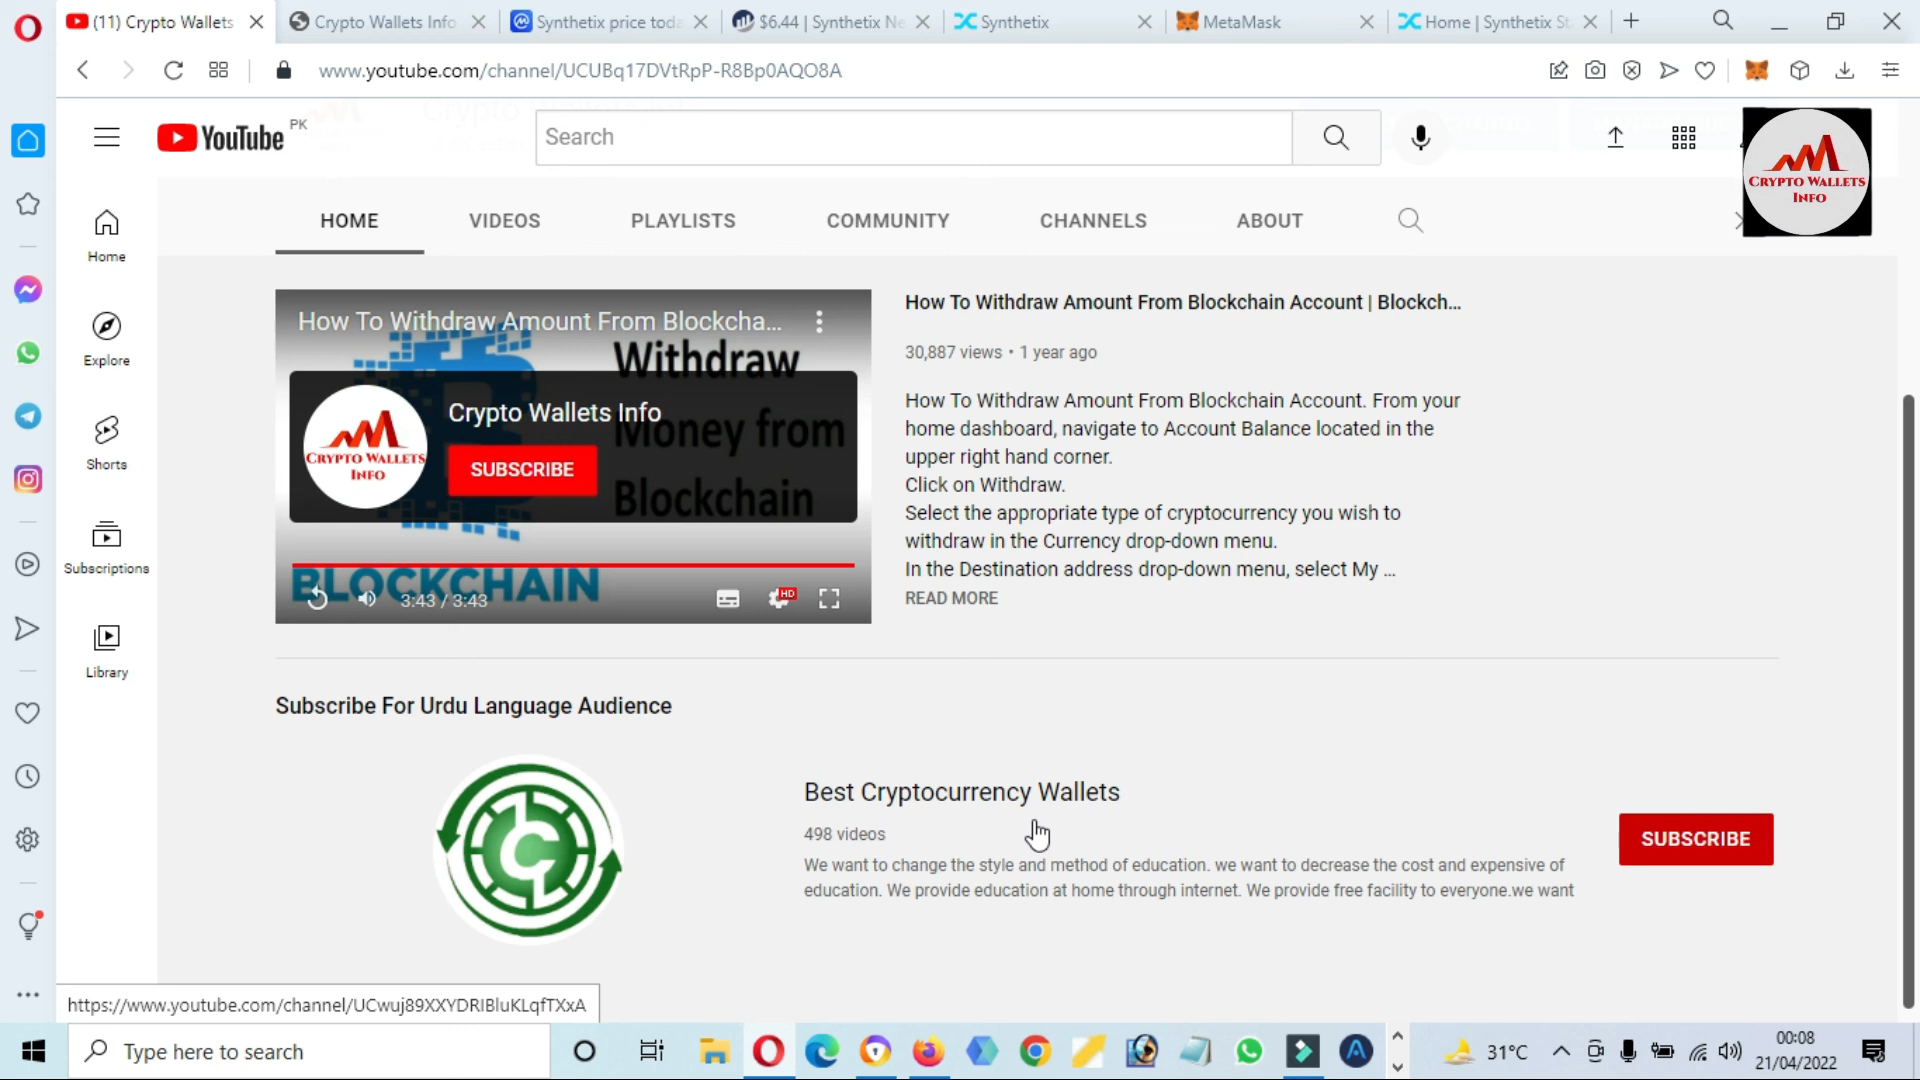 (11) Crypto Wallets
Crypto Wallets Info
Synthetix price toda
$6.44 | Synthetix Ne
Synthetix
MetaMask
Home | Synthetix St
www.youtube.com/channel/UCUBq17DVtRpP-R8Bp0AQO8A
YouTube PK
Search
CRYPTO WALLETS
INFO
HOME
VIDEOS
PLAYLISTS
COMMUNITY
CHANNELS
ABOUT
Home
Explore
Shorts
Subscriptions
Library
How To Withdraw Amount From Blockcha...
Withdraw
Money from
Blockchain
Crypto Wallets Info
SUBSCRIBE
CRYPTO WALLETS
INFO
BLOCKCHAIN
3:43 / 3:43
HD
How To Withdraw Amount From Blockchain Account | Blockch...
30,887 views • 1 year ago
How To Withdraw Amount From Blockchain Account. From your
home dashboard, navigate to Account Balance located in the
upper right hand corner.
Click on Withdraw.
Select the appropriate type of cryptocurrency you wish to
withdraw in the Currency drop-down menu.
In the Destination address drop-down menu, select My ...
READ MORE
Subscribe For Urdu Language Audience
Best Cryptocurrency Wallets
498 videos
We want to change the style and method of education. we want to decrease the cost and expensive of
education. We provide education at home through internet. We provide free facility to everyone.we want
SUBSCRIBE
https://www.youtube.com/channel/UCwuj89XXYDRIBluKLqfTXxA
Type here to search
31°C
00:08
21/04/2022